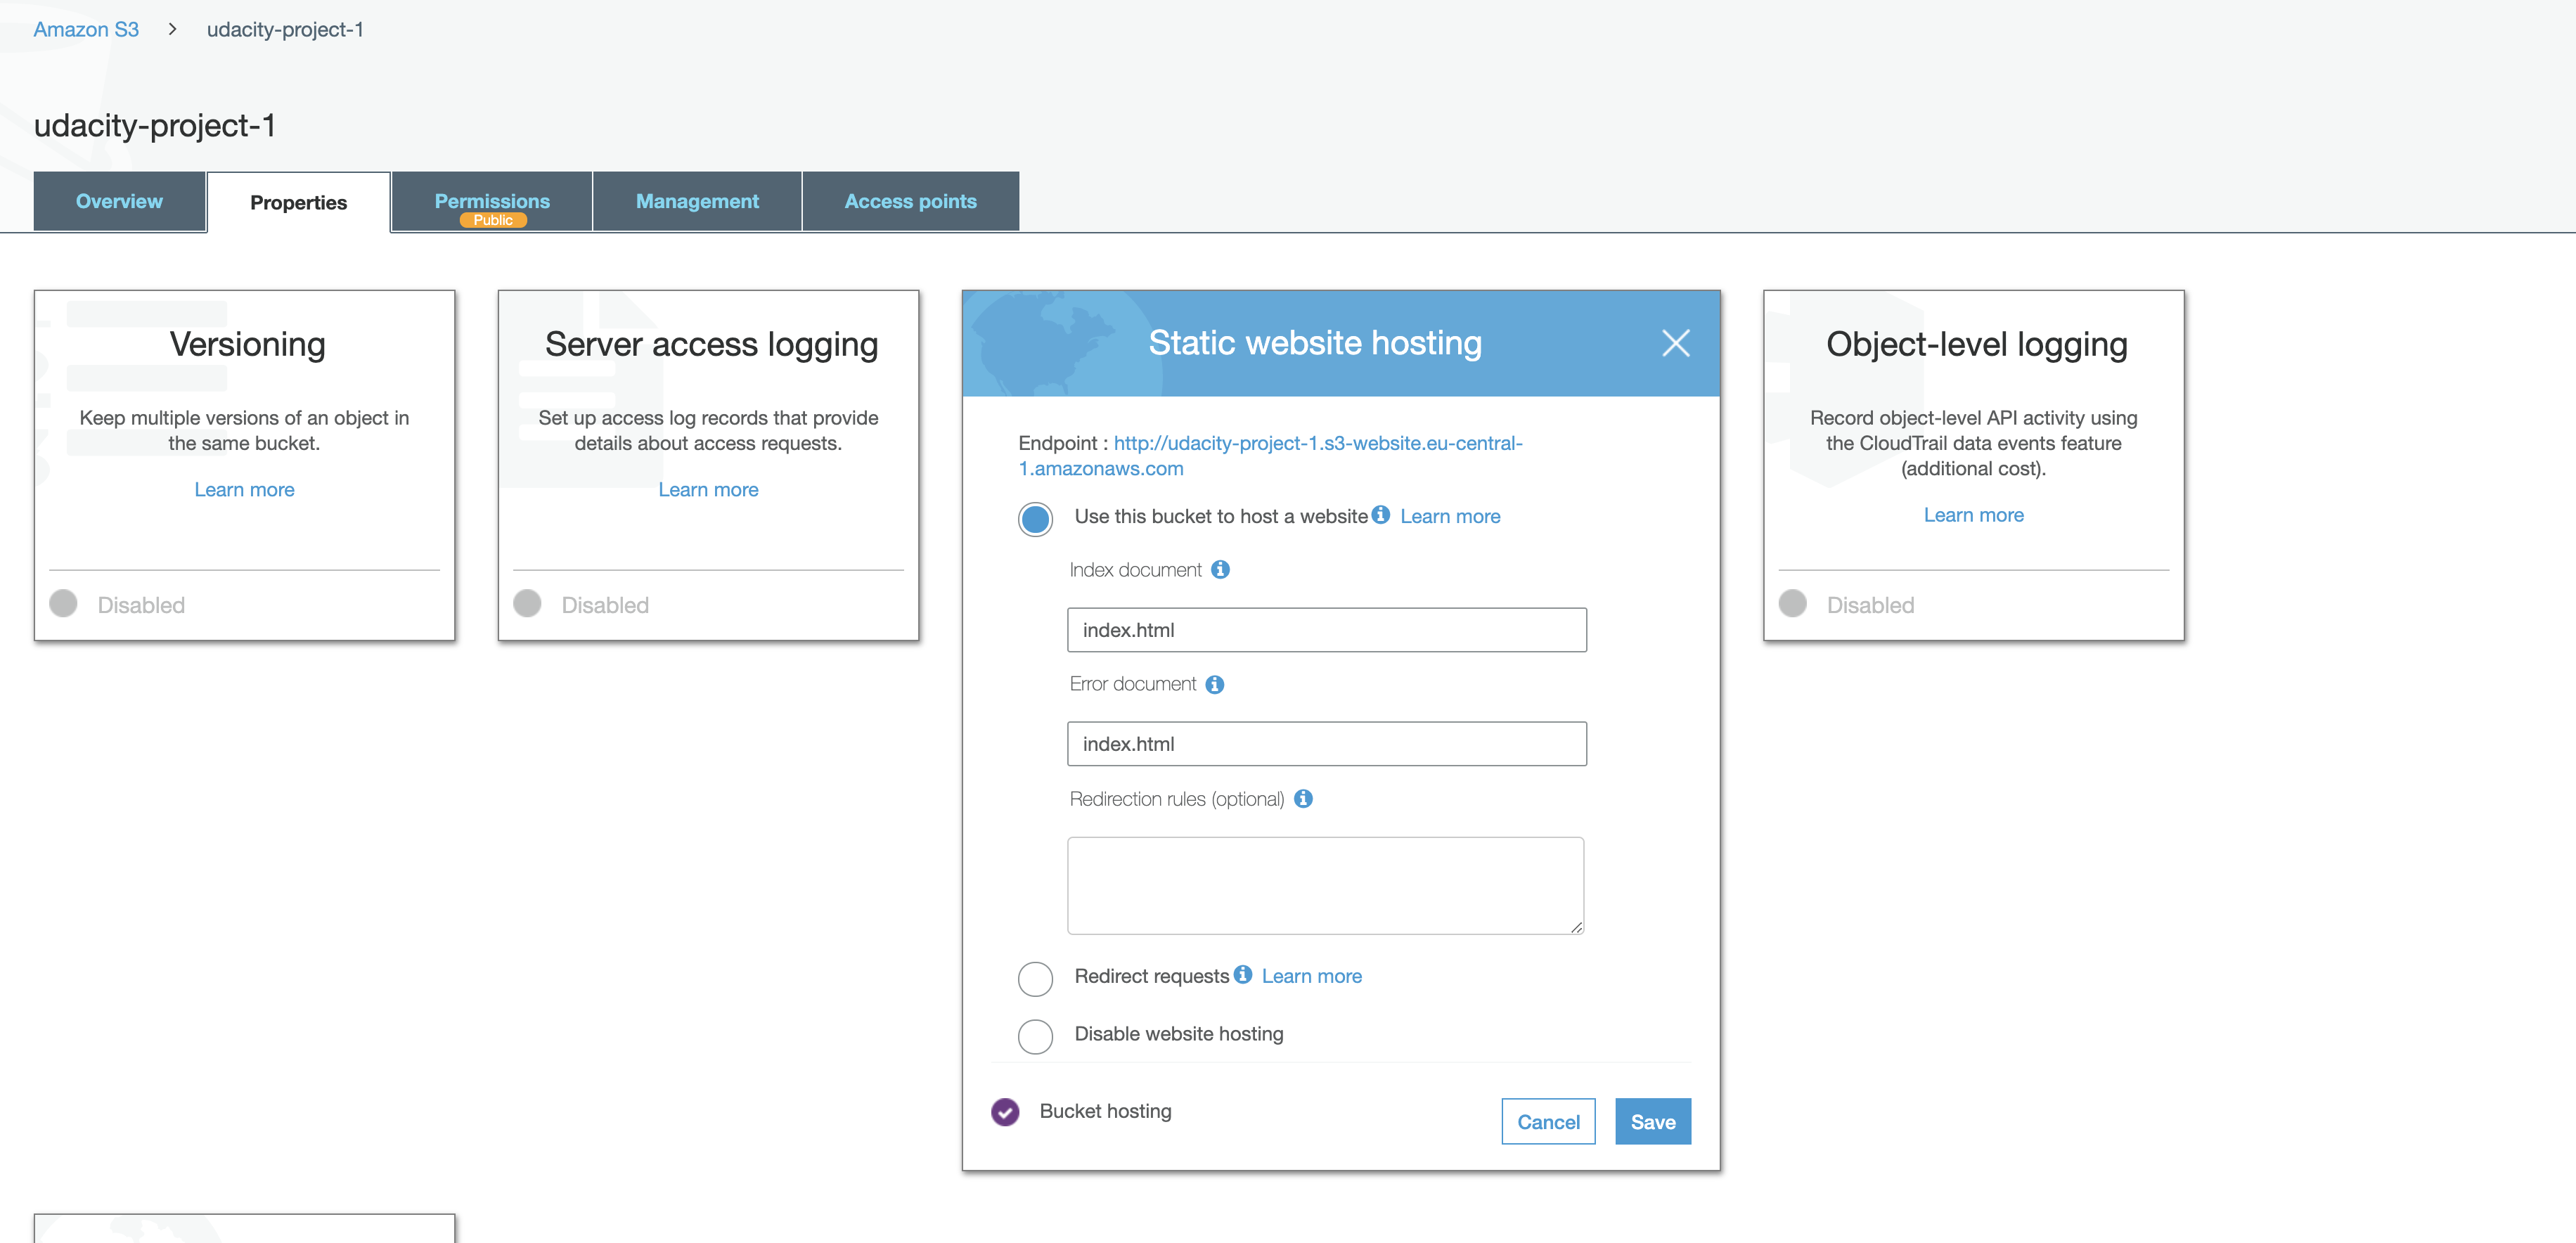 Amazon S3 > udacity-project-1
udacity-project-1
Overview
Properties
Permissions
Public
Management
Access points
Versioning
Keep multiple versions of an object in
the same bucket.
Learn more
Disabled
Server access logging
Set up access log records that provide
details about access requests.
Learn more
Disabled
Static website hosting
Endpoint : http://udacity-project-1.s3-website.eu-central-
1.amazonaws.com
Use this bucket to host a website Learn more
Index document
index.html
Error document
index.html
Redirection rules (optional)
Redirect requests Learn more
Disable website hosting
Bucket hosting
Cancel
Save
Object-level logging
Record object-level API activity using
the CloudTrail data events feature
(additional cost).
Learn more
Disabled